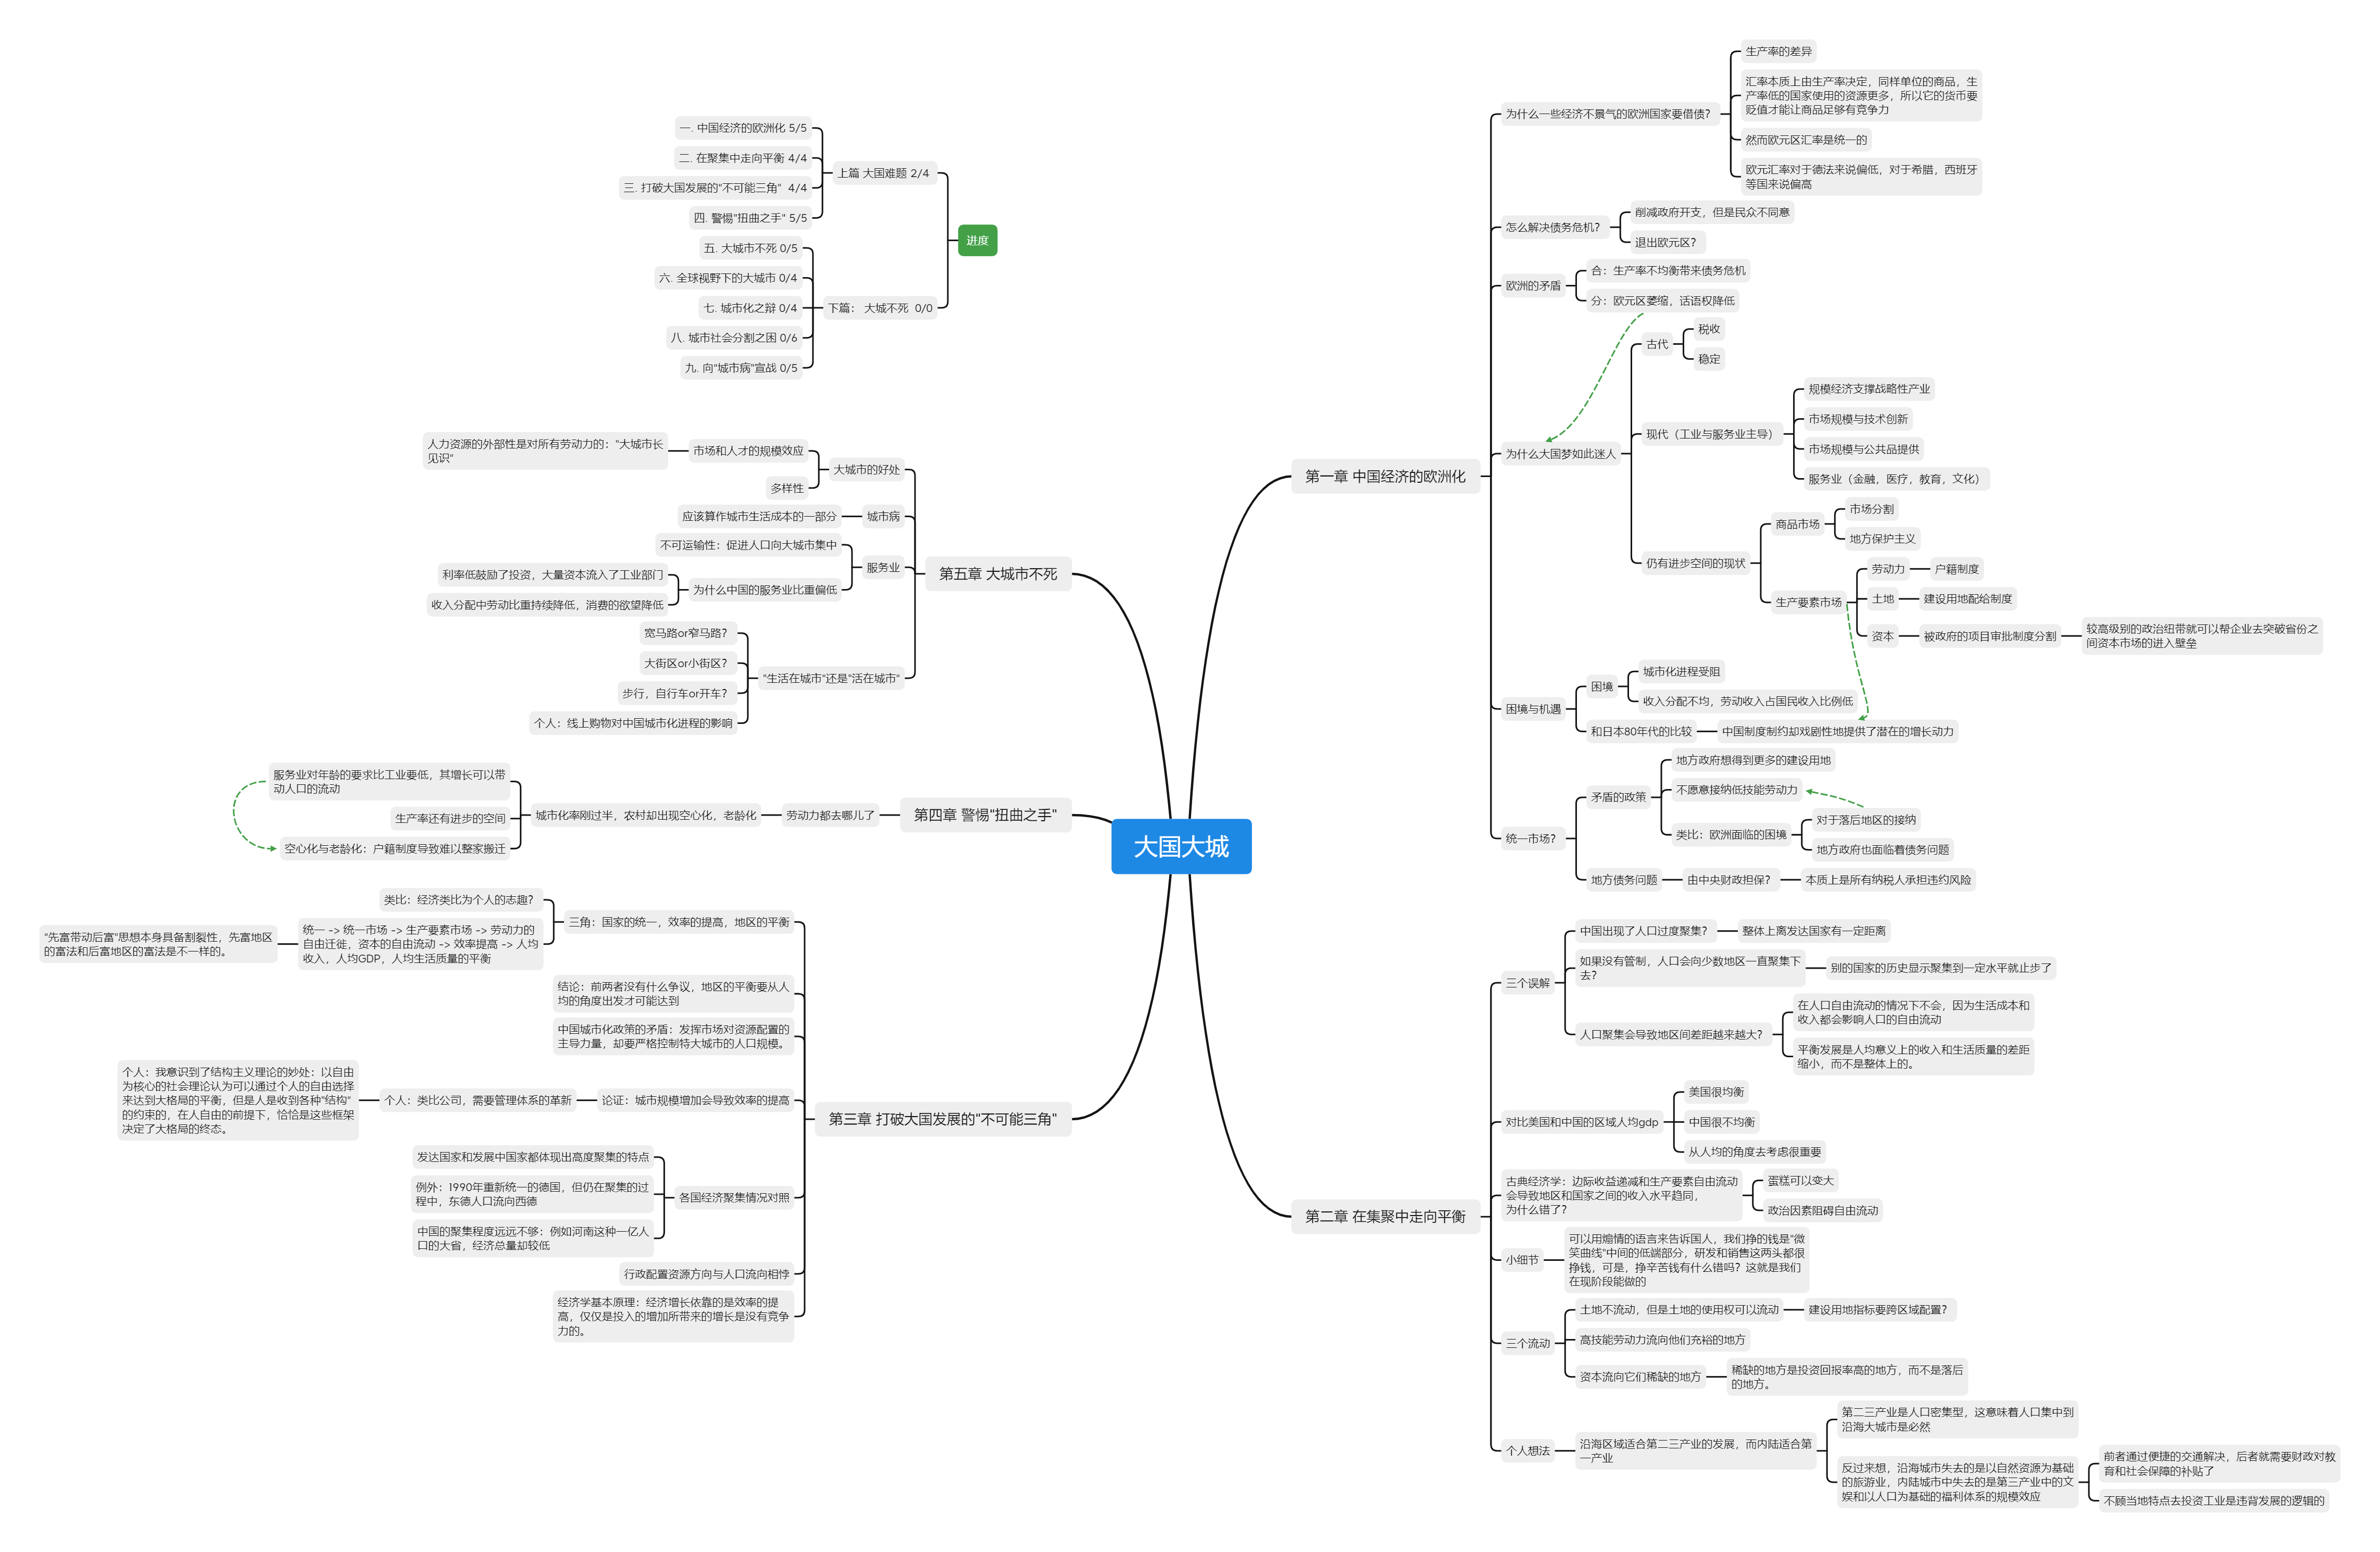 大国大城
进度
上篇 大国难题 2/4
一. 中国经济的欧洲化 5/5
二. 在聚集中走向平衡 4/4
三. 打破大国发展的"不可能三角" 4/4
四. 警惕"扭曲之手" 5/5
下篇： 大城不死 0/0
五. 大城市不死 0/5
六. 全球视野下的大城市 0/4
七. 城市化之辩 0/4
八. 城市社会分割之困 0/6
九. 向"城市病"宣战 0/5
第一章 中国经济的欧洲化
为什么一些经济不景气的欧洲国家要借债？
生产率的差异
汇率本质上由生产率决定，同样单位的商品，生
产率低的国家使用的资源更多，所以它的货币要
贬值才能让商品足够有竞争力
然而欧元区汇率是统一的
欧元汇率对于德法来说偏低，对于希腊，西班牙
等国来说偏高
怎么解决债务危机？
削减政府开支，但是民众不同意
退出欧元区？
欧洲的矛盾
合：生产率不均衡带来债务危机
分：欧元区萎缩，话语权降低
为什么大国梦如此迷人
古代
税收
稳定
现代（工业与服务业主导）
规模经济支撑战略性产业
市场规模与技术创新
市场规模与公共品提供
服务业（金融，医疗，教育，文化）
仍有进步空间的现状
商品市场
市场分割
地方保护主义
生产要素市场
劳动力
户籍制度
土地
建设用地配给制度
资本
被政府的项目审批制度分割
较高级别的政治纽带就可以帮企业去突破省份之
间资本市场的进入壁垒
困境与机遇
困境
城市化进程受阻
收入分配不均，劳动收入占国民收入比例低
和日本80年代的比较
中国制度制约却戏剧性地提供了潜在的增长动力
统一市场？
矛盾的政策
地方政府想得到更多的建设用地
不愿意接纳低技能劳动力
类比：欧洲面临的困境
对于落后地区的接纳
地方政府也面临着债务问题
地方债务问题
由中央财政担保？
本质上是所有纳税人承担违约风险
第二章 在集聚中走向平衡
三个误解
中国出现了人口过度聚集？
整体上离发达国家有一定距离
如果没有管制，人口会向少数地区一直聚集下
去？
别的国家的历史显示聚集到一定水平就止步了
人口聚集会导致地区间差距越来越大？
在人口自由流动的情况下不会，因为生活成本和
收入都会影响人口的自由流动
平衡发展是人均意义上的收入和生活质量的差距
缩小，而不是整体上的。
对比美国和中国的区域人均gdp
美国很均衡
中国很不均衡
从人均的角度去考虑很重要
古典经济学：边际收益递减和生产要素自由流动
会导致地区和国家之间的收入水平趋同，
为什么错了？
蛋糕可以变大
政治因素阻碍自由流动
小细节
可以用煽情的语言来告诉国人，我们挣的钱是"微
笑曲线"中间的低端部分，研发和销售这两头都很
挣钱，可是，挣辛苦钱有什么错吗？这就是我们
在现阶段能做的
三个流动
土地不流动，但是土地的使用权可以流动
建设用地指标要跨区域配置？
高技能劳动力流向他们充裕的地方
资本流向它们稀缺的地方
稀缺的地方是投资回报率高的地方，而不是落后
的地方。
个人想法
沿海区域适合第二三产业的发展，而内陆适合第
一产业
第二三产业是人口密集型，这意味着人口集中到
沿海大城市是必然
反过来想，沿海城市失去的是以自然资源为基础
的旅游业，内陆城市中失去的是第三产业中的文
娱和以人口为基础的福利体系的规模效应
前者通过便捷的交通解决，后者就需要财政对教
育和社会保障的补贴了
不顾当地特点去投资工业是违背发展的逻辑的
第三章 打破大国发展的"不可能三角"
三角：国家的统一，效率的提高，地区的平衡
类比：经济类比为个人的志趣？
统一 -> 统一市场 -> 生产要素市场 -> 劳动力的
自由迁徙，资本的自由流动 -> 效率提高 -> 人均
收入，人均GDP，人均生活质量的平衡
"先富带动后富"思想本身具备割裂性，先富地区
的富法和后富地区的富法是不一样的。
结论：前两者没有什么争议，地区的平衡要从人
均的角度出发才可能达到
中国城市化政策的矛盾：发挥市场对资源配置的
主导力量，却要严格控制特大城市的人口规模。
论证：城市规模增加会导致效率的提高
个人：类比公司，需要管理体系的革新
个人：我意识到了结构主义理论的妙处：以自由
为核心的社会理论认为可以通过个人的自由选择
来达到大格局的平衡，但是人是收到各种"结构"
的约束的，在人自由的前提下，恰恰是这些框架
决定了大格局的终态。
各国经济聚集情况对照
发达国家和发展中国家都体现出高度聚集的特点
例外：1990年重新统一的德国，但仍在聚集的过
程中，东德人口流向西德
中国的聚集程度远远不够：例如河南这种一亿人
口的大省，经济总量却较低
行政配置资源方向与人口流向相悖
经济学基本原理：经济增长依靠的是效率的提
高，仅仅是投入的增加所带来的增长是没有竞争
力的。
第四章 警惕"扭曲之手"
劳动力都去哪儿了
城市化率刚过半，农村却出现空心化，老龄化
服务业对年龄的要求比工业要低，其增长可以带
动人口的流动
生产率还有进步的空间
空心化与老龄化：户籍制度导致难以整家搬迁
第五章 大城市不死
大城市的好处
市场和人才的规模效应
人力资源的外部性是对所有劳动力的："大城市长
见识"
多样性
城市病
应该算作城市生活成本的一部分
服务业
不可运输性：促进人口向大城市集中
为什么中国的服务业比重偏低
利率低鼓励了投资，大量资本流入了工业部门
收入分配中劳动比重持续降低，消费的欲望降低
"生活在城市"还是"活在城市"
宽马路or窄马路？
大街区or小街区？
步行，自行车or开车？
个人：线上购物对中国城市化进程的影响